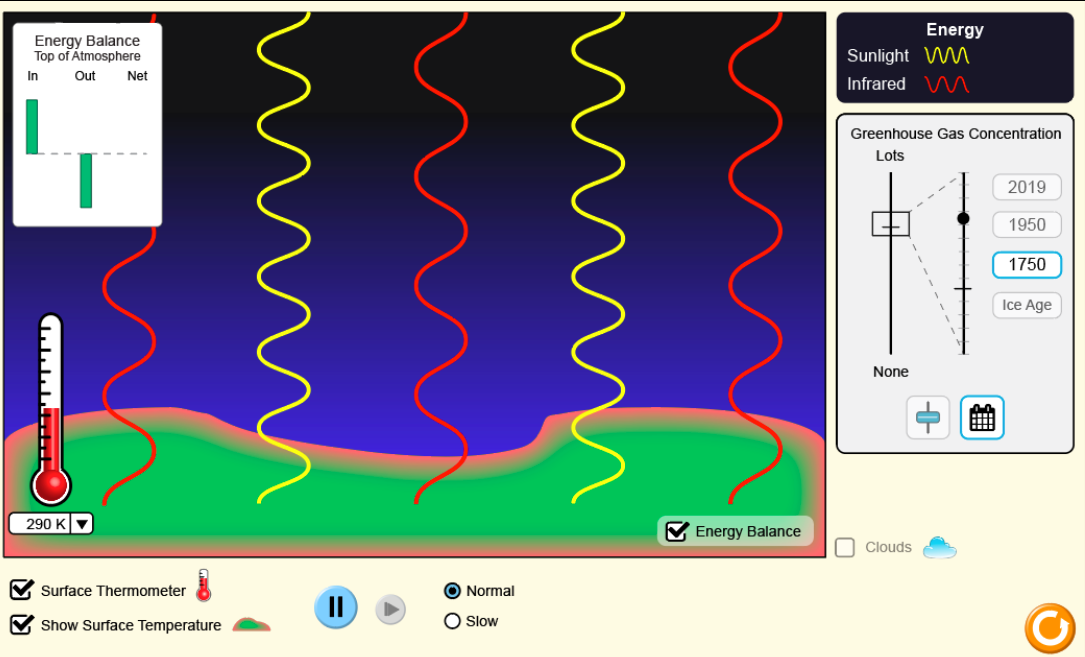 Energy Balance
Top of Atmosphere
In Out Net
290 K
Energy Balance
Energy
Sunlight
Infrared
Greenhouse Gas Concentration
Lots
None
2019
1950
1750
Ice Age
Clouds
Surface Thermometer
Show Surface Temperature
Normal
Slow